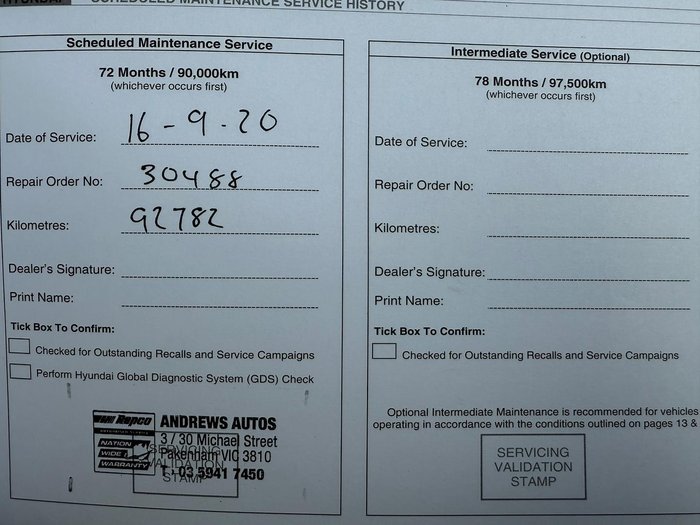 HYUNDAI SCHEDULED MAINTENANCE SERVICE HISTORY
Scheduled Maintenance Service
72 Months / 90,000km
(whichever occurs first)
Date of Service: 16-9-20
Repair Order No: 30488
Kilometres: 92782
Dealer's Signature:
Print Name:
Tick Box To Confirm:
Checked for Outstanding Recalls and Service Campaigns
Perform Hyundai Global Diagnostic System (GDS) Check
Repco
NATION
WIDE
WARRANTY
ANDREWS AUTOS
3 / 30 Michael Street
Pakenham VIC 3810
T. 03 5941 7450
SERVICING
VALIDATION
STAMP
Intermediate Service (Optional)
78 Months / 97,500km
(whichever occurs first)
Date of Service:
Repair Order No:
Kilometres:
Dealer's Signature:
Print Name:
Tick Box To Confirm:
Checked for Outstanding Recalls and Service Campaigns
Optional Intermediate Maintenance is recommended for vehicles
operating in accordance with the conditions outlined on pages 13 &
SERVICING
VALIDATION
STAMP